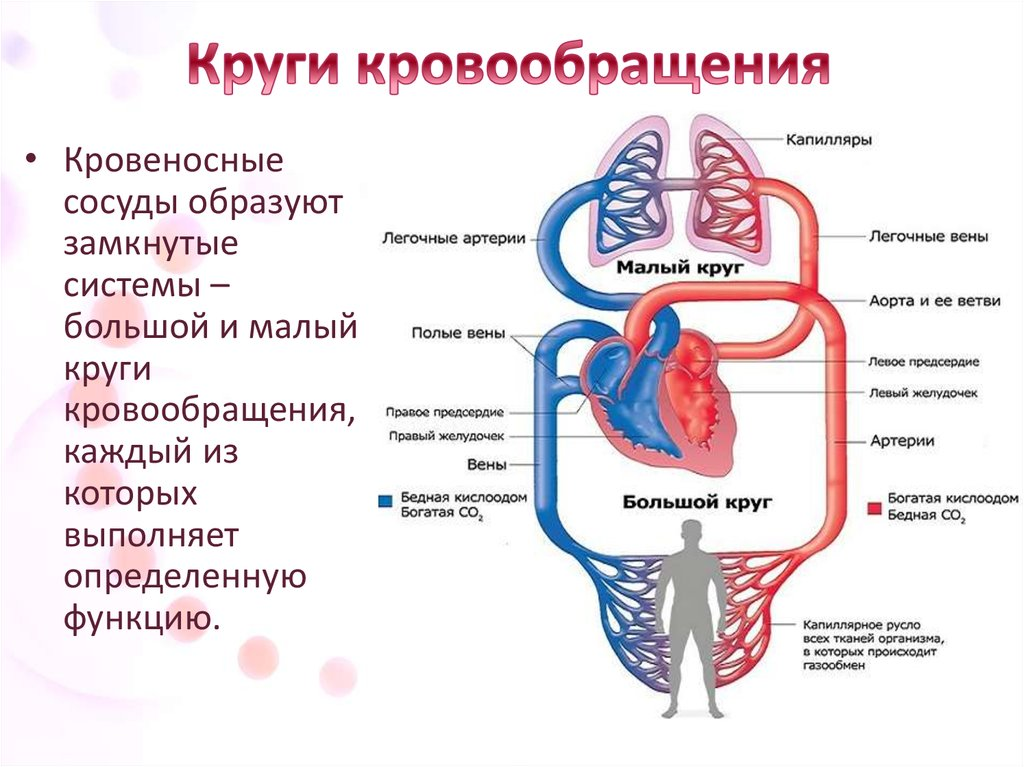 Круги кровообращения
• Кровеносные
сосуды образуют
замкнутые
системы –
большой и малый
круги
кровообращения,
каждый из
которых
выполняет
определенную
функцию.
Капилляры
Легочные артерии
Легочные вены
Малый круг
Аорта и ее ветви
Полые вены
Левое предсердие
Левый желудочек
Правое предсердие
Правый желудочек
Артерии
Вены
Бедная кислоодом
Богатая CO2
Большой круг
Богатая кислоодом
Бедная CO2
Капиллярное русло
всех тканей организма,
в которых происходит
газообмен